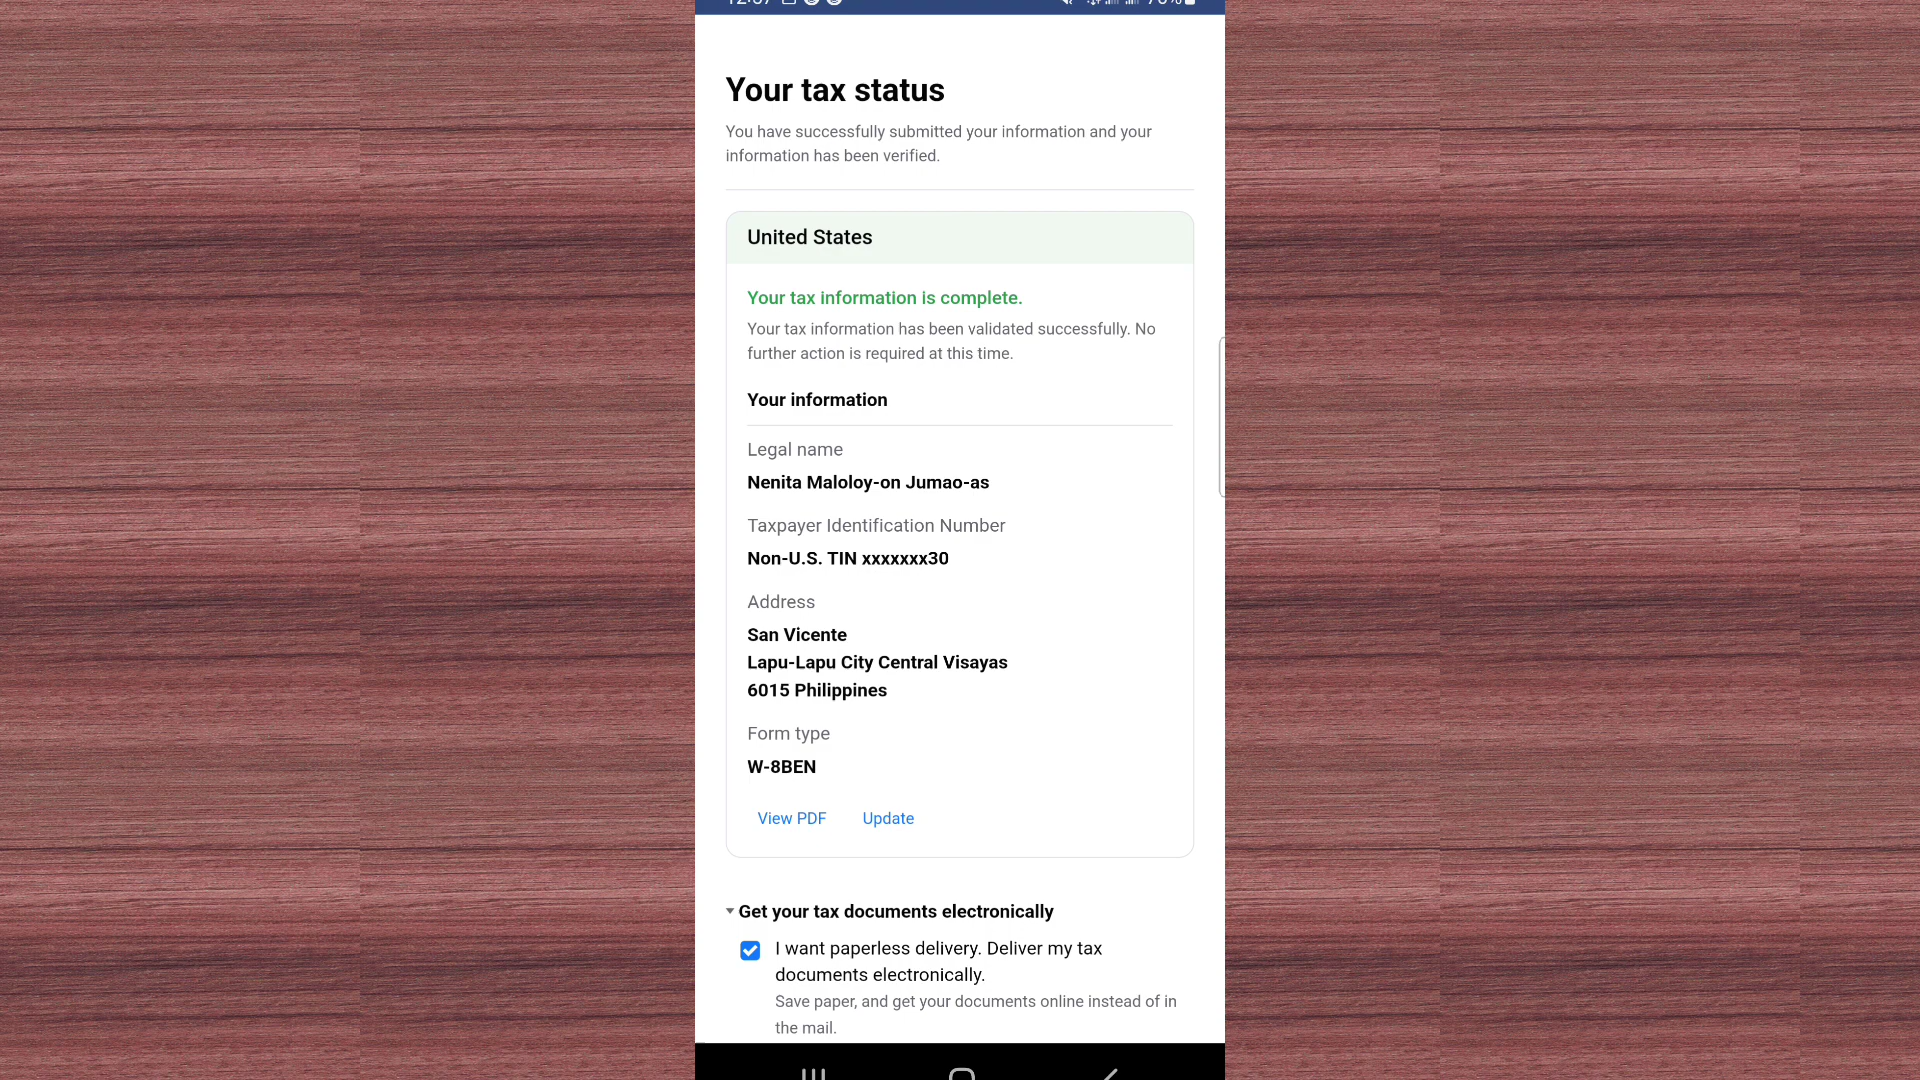 Your tax status
You have successfully submitted your information and your
information has been verified.
United States
Your tax information is complete.
Your tax information has been validated successfully. No
further action is required at this time.
Your information
Legal name
Nenita Maloloy-on Jumao-as
Taxpayer Identification Number
Non-U.S. TIN xxxxxxx30
Address
San Vicente
Lapu-Lapu City Central Visayas
6015 Philippines
Form type
W-8BEN
View PDF Update
Get your tax documents electronically
I want paperless delivery. Deliver my tax
documents electronically.
Save paper, and get your documents online instead of in
the mail.